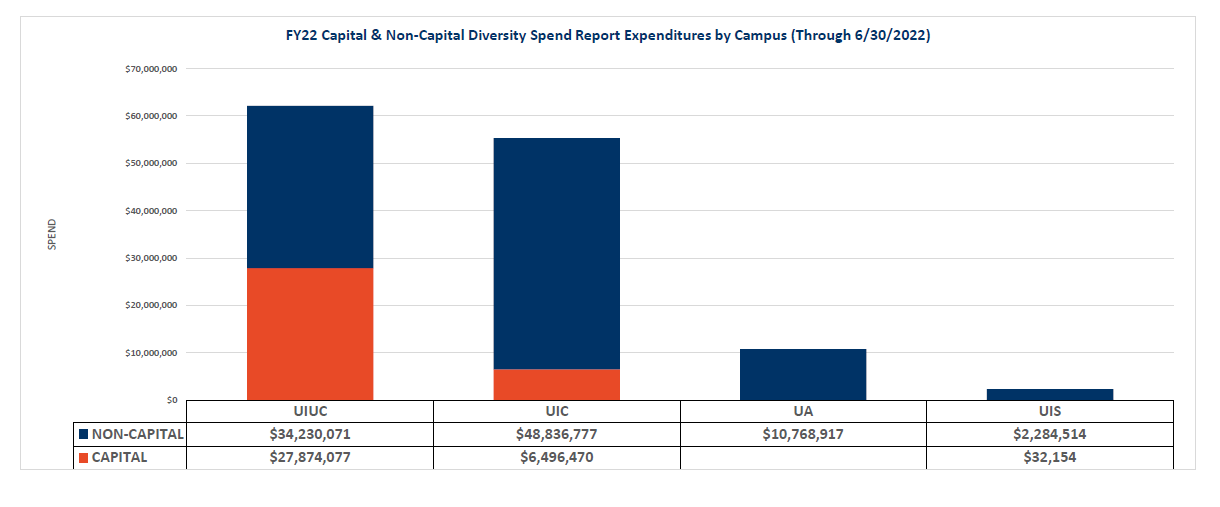 FY22 Capital & Non-Capital Diversity Spend Report Expenditures by Campus (Through 6/30/2022)
$70,000,000
$60,000,000
$50,000,000
$40,000,000
$30,000,000
$20,000,000
$10,000,000
$0
SPEND
UIUC UIC UA UIS
NON-CAPITAL $34,230,071 $48,836,777 $10,768,917 $2,284,514
CAPITAL $27,874,077 $6,496,470 $32,154